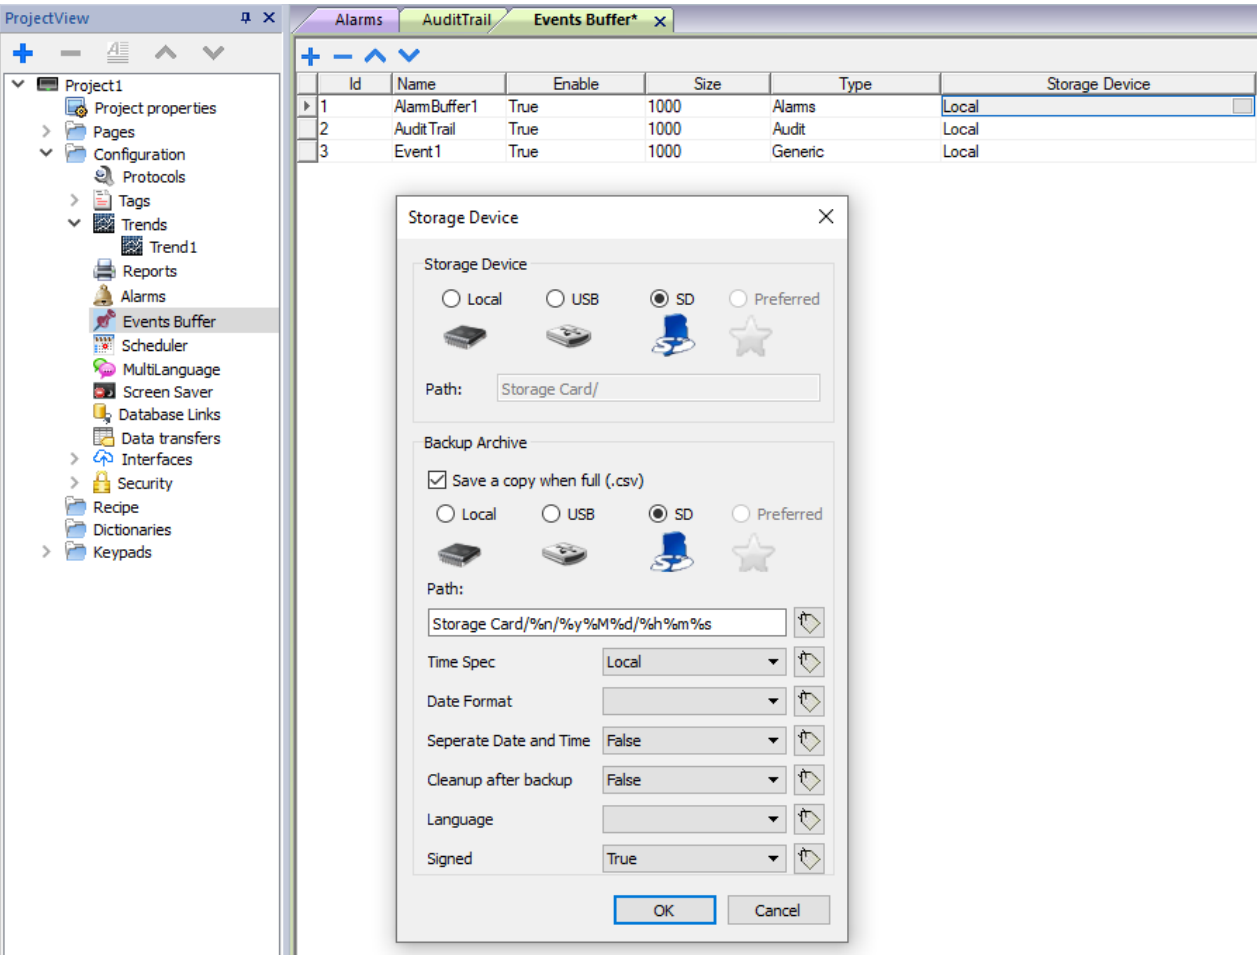 ProjectView
Project1
Project properties
Pages
Configuration
Protocols
Tags
Trends
Trend1
Reports
Alarms
Events Buffer
Scheduler
MultiLanguage
Screen Saver
Database Links
Data transfers
Interfaces
Security
Recipe
Dictionaries
Keypads
Alarms AuditTrail Events Buffer*
Id Name Enable Size Type Storage Device
1 AlarmBuffer1 True 1000 Alarms Local
2 AuditTrail True 1000 Audit Local
3 Event1 True 1000 Generic Local
Storage Device
Storage Device
Local USB SD Preferred
Path: Storage Card/
Backup Archive
Save a copy when full (.csv)
Local USB SD Preferred
Path:
Storage Card/%n/%y%M%d/%h%m%s
Time Spec Local
Date Format
Seperate Date and Time False
Cleanup after backup False
Language
Signed True
OK Cancel